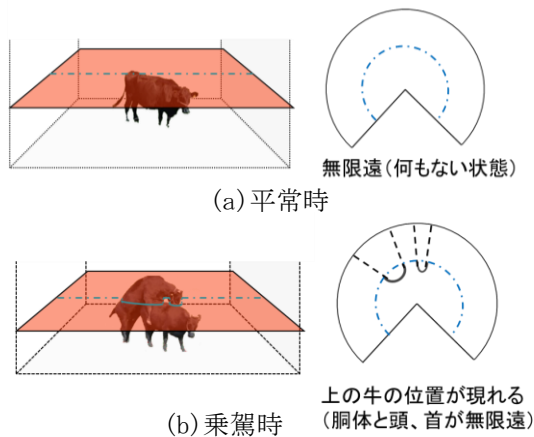 無限遠(何もない状態)
(a)平常時
上の牛の位置が現れる
(胴体と頭、首が無限遠)
(b)乗駕時